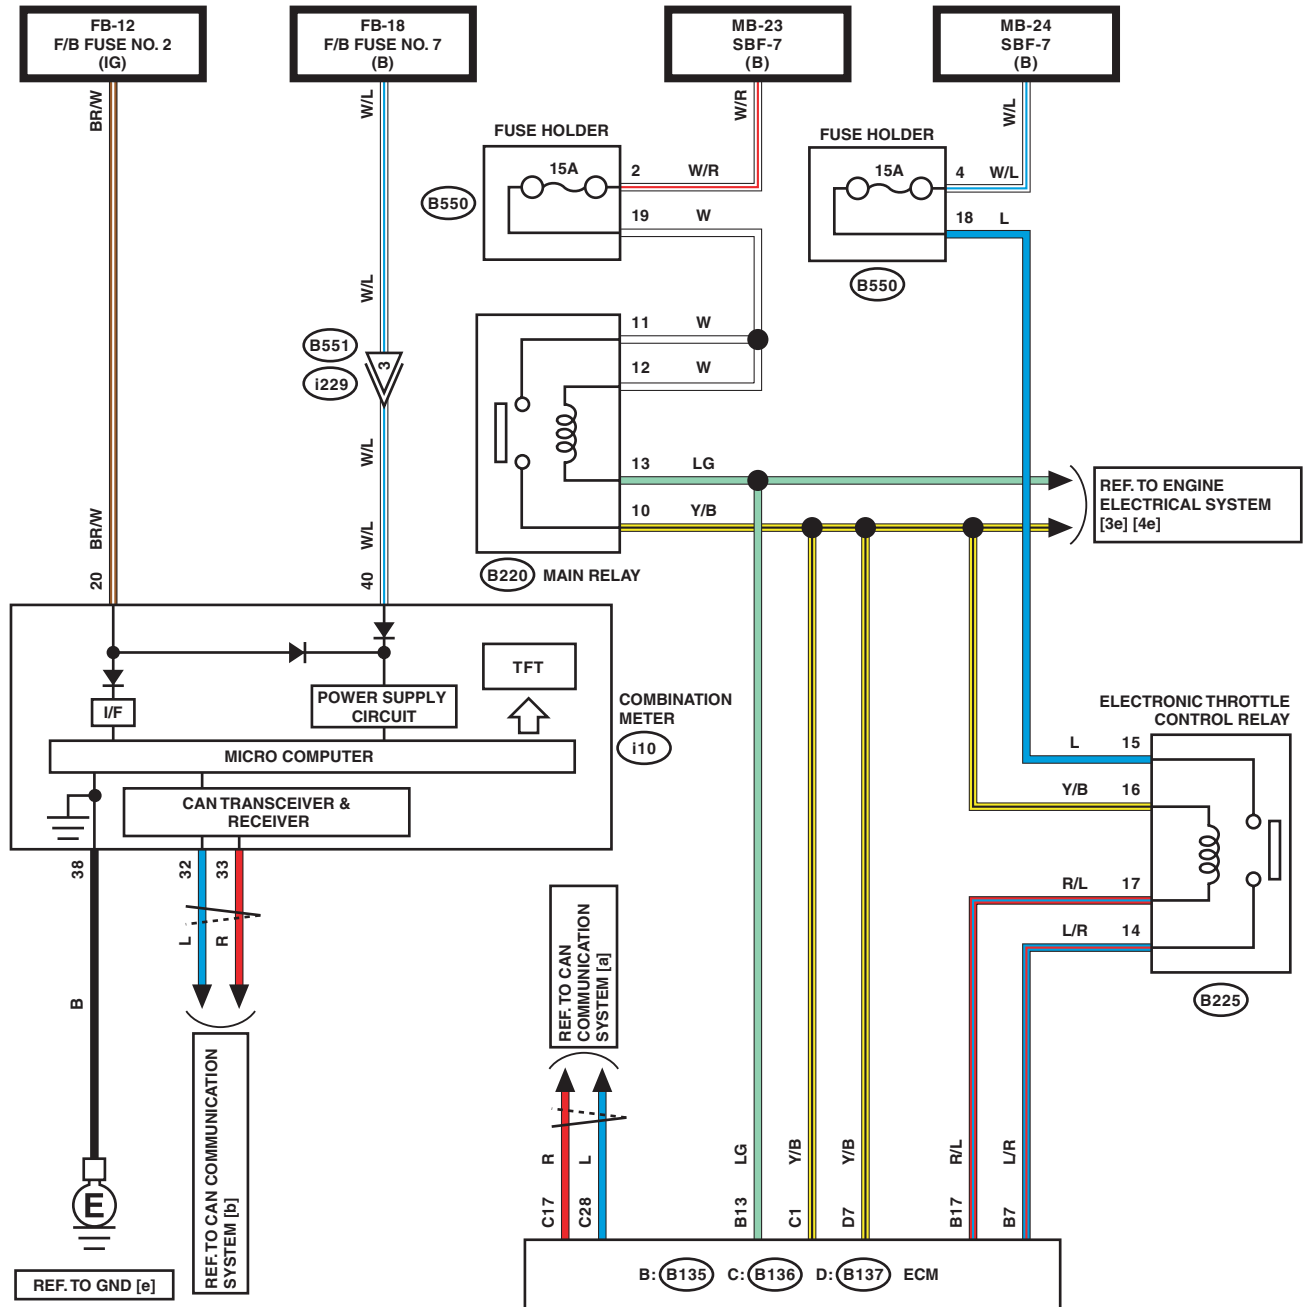 FB-12
F/B FUSE NO. 2
(IG)
FB-18
F/B FUSE NO. 7
(B)
MB-23
SBF-7
(B)
MB-24
SBF-7
(B)
BR/W
W/L
W/R
W/L
FUSE HOLDER
15A
2 W/R
19 W
B550
FUSE HOLDER
15A
4 W/L
18 L
B550
W/L
B551
i229
3
W/L
11 W
12 W
13 LG
10 Y/B
B220 MAIN RELAY
REF. TO ENGINE
ELECTRICAL SYSTEM
[3e] [4e]
BR/W
W/L
20
40
TFT
I/F
POWER SUPPLY
CIRCUIT
MICRO COMPUTER
CAN TRANSCEIVER &
RECEIVER
COMBINATION
METER
i10
ELECTRONIC THROTTLE
CONTROL RELAY
L 15
Y/B 16
R/L 17
L/R 14
B225
38
32
33
L
R
B
REF. TO CAN COMMUNICATION
SYSTEM [b]
E
REF. TO GND [e]
REF. TO CAN
COMMUNICATION
SYSTEM [a]
R
L
LG
Y/B
Y/B
R/L
L/R
C17
C28
B13
C1
D7
B17
B7
B: B135 C: B136 D: B137 ECM